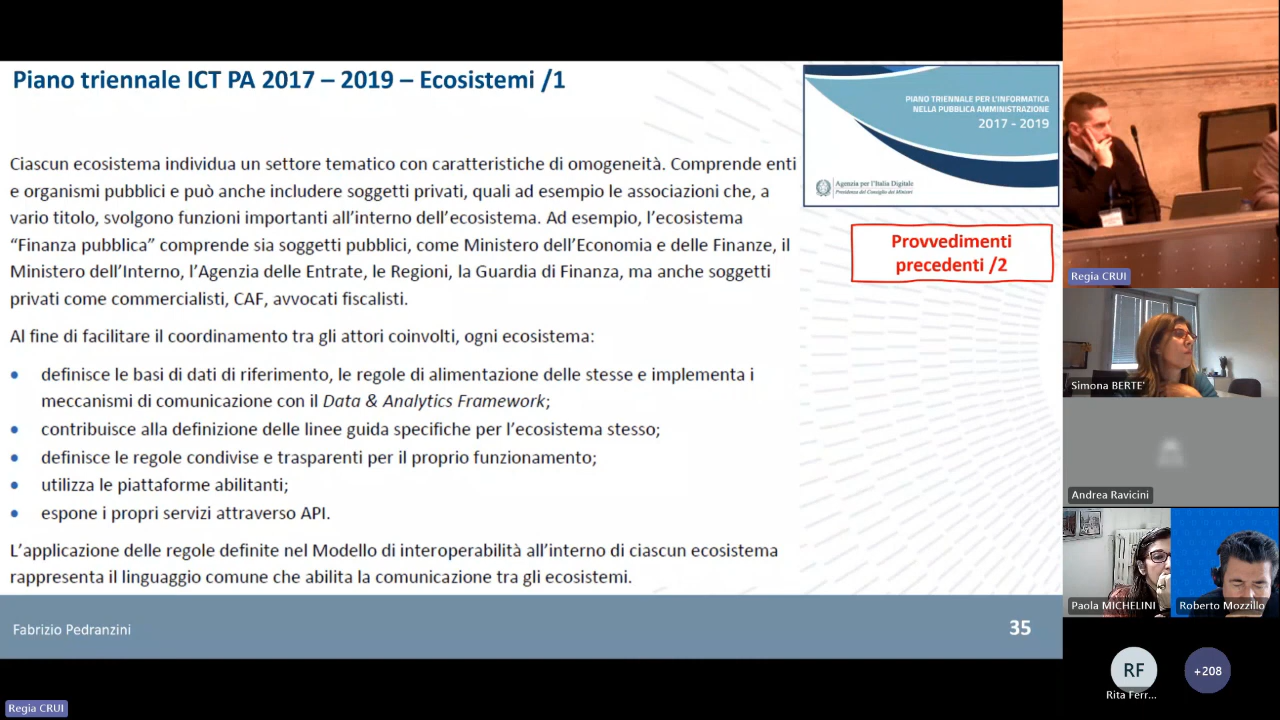 Piano triennale ICT PA 2017 – 2019 – Ecosistemi /1
PIANO TRIENNALE PER L'INFORMATICA
NELLA PUBBLICA AMMINISTRAZIONE
2017 - 2019
Agenzia per l'Italia Digitale
Presidenza del Consiglio dei Ministri
Provvedimenti
precedenti /2
Ciascun ecosistema individua un settore tematico con caratteristiche di omogeneità. Comprende enti
e organismi pubblici e può anche includere soggetti privati, quali ad esempio le associazioni che, a
vario titolo, svolgono funzioni importanti all'interno dell'ecosistema. Ad esempio, l'ecosistema
“Finanza pubblica” comprende sia soggetti pubblici, come Ministero dell'Economia e delle Finanze, il
Ministero dell'Interno, l'Agenzia delle Entrate, le Regioni, la Guardia di Finanza, ma anche soggetti
privati come commercialisti, CAF, avvocati fiscalisti.
Al fine di facilitare il coordinamento tra gli attori coinvolti, ogni ecosistema:
• definisce le basi di dati di riferimento, le regole di alimentazione delle stesse e implementa i
meccanismi di comunicazione con il Data & Analytics Framework;
• contribuisce alla definizione delle linee guida specifiche per l'ecosistema stesso;
• definisce le regole condivise e trasparenti per il proprio funzionamento;
• utilizza le piattaforme abilitanti;
• espone i propri servizi attraverso API.
L'applicazione delle regole definite nel Modello di interoperabilità all'interno di ciascun ecosistema
rappresenta il linguaggio comune che abilita la comunicazione tra gli ecosistemi.
Fabrizio Pedranzini
35
Regia CRUI
Regia CRUI
Simona BERTE'
Andrea Ravicini
Paola MICHELINI
Roberto Mozzillo
RF
Rita Ferr...
+208